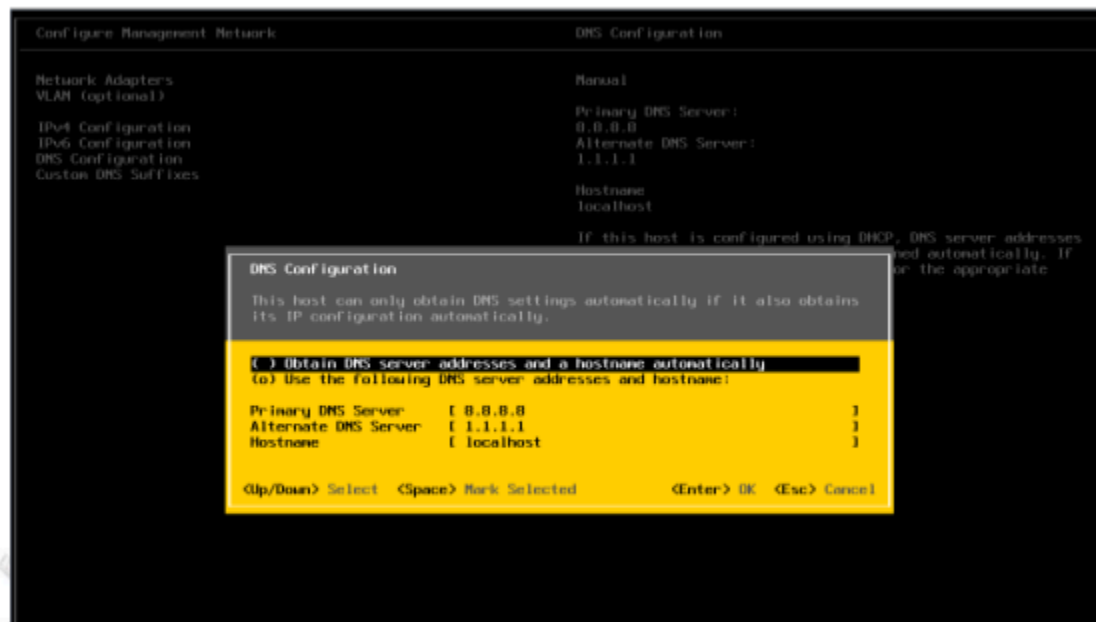 Configure Management Network
DNS Configuration
Network Adapters
VLAN (optional)
IPv4 Configuration
IPv6 Configuration
DNS Configuration
Custom DNS Suffixes
Manual
Primary DNS Server:
8.8.8.8
Alternate DNS Server:
1.1.1.1
Hostname
localhost
If this host is configured using DHCP, DNS server addresses
ned automatically. If
or the appropriate
DNS Configuration
This host can only obtain DNS settings automatically if it also obtains
its IP configuration automatically.
( ) Obtain DNS server addresses and a hostname automatically
(o) Use the following DNS server addresses and hostname:
Primary DNS Server [ 8.8.8.8 ]
Alternate DNS Server [ 1.1.1.1 ]
Hostname [ localhost ]
<Up/Down> Select <Space> Mark Selected <Enter> OK <Esc> Cancel